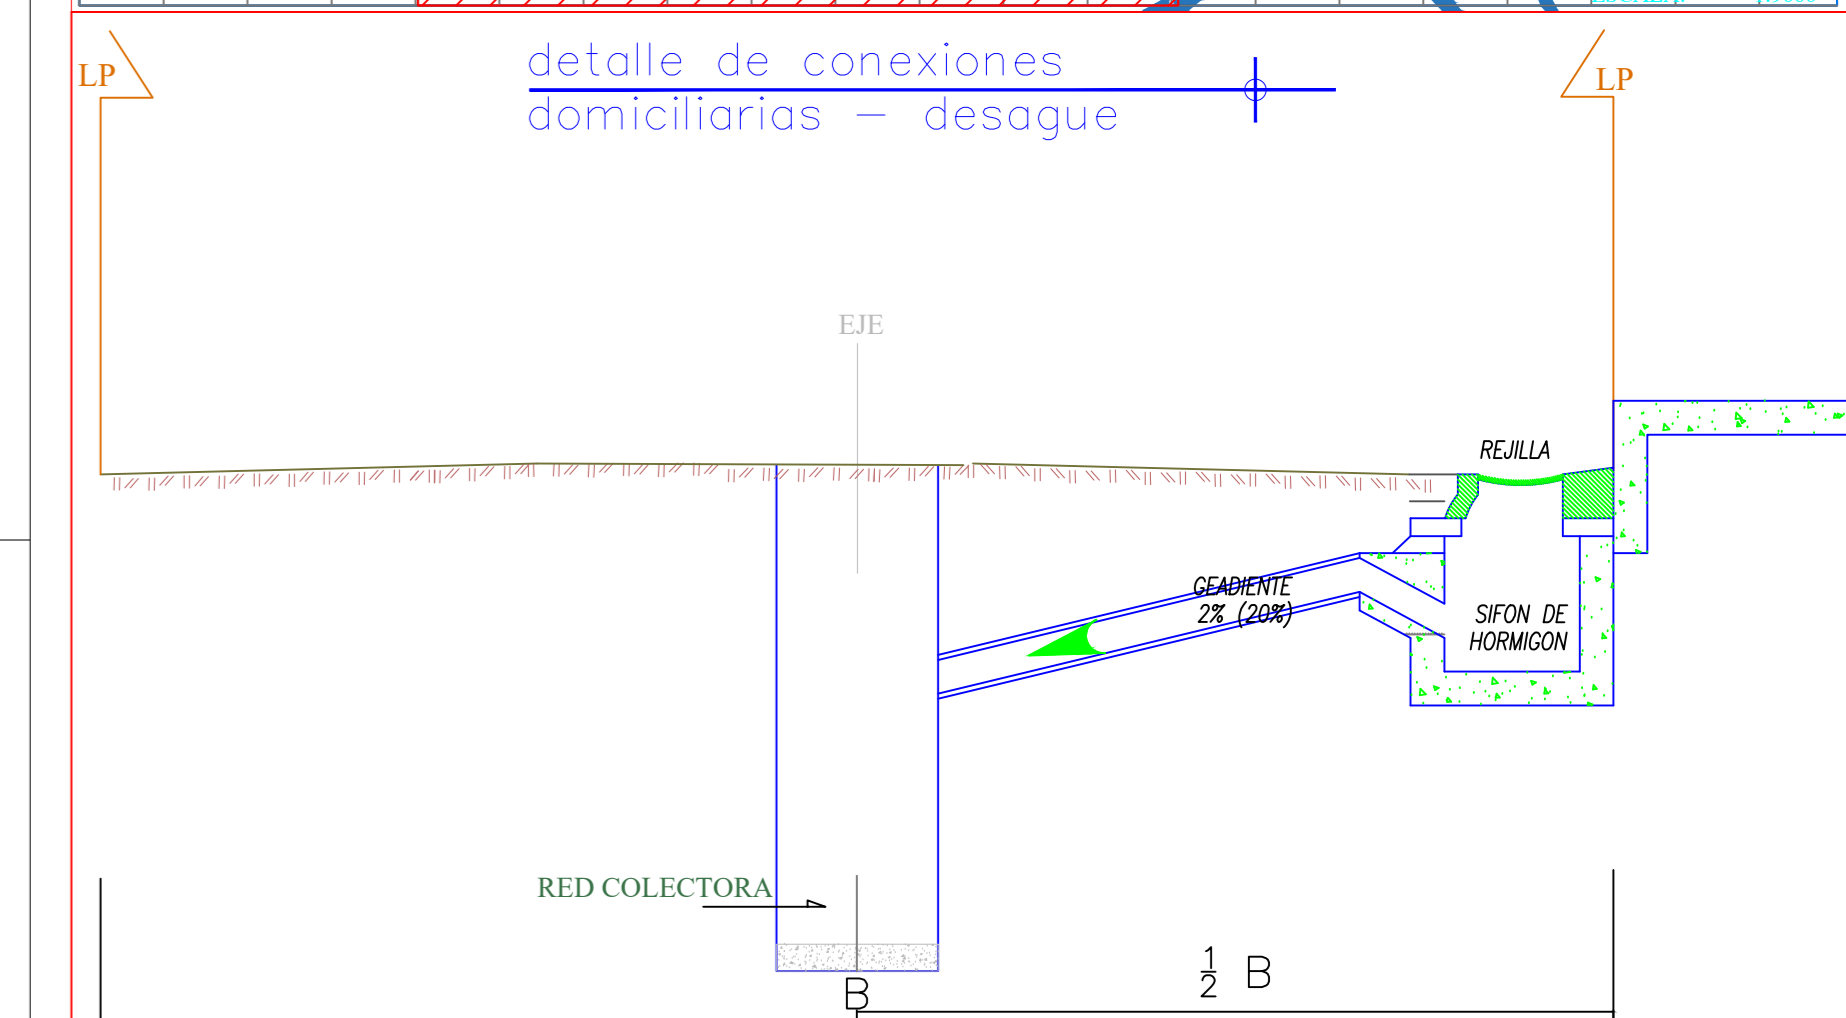 LP
LP
detalle de conexiones
domiciliarias – desague
EJE
REJILLA
GEADIENTE
2% (20%)
SIFON DE
HORMIGON
RED COLECTORA
1/2 B
B